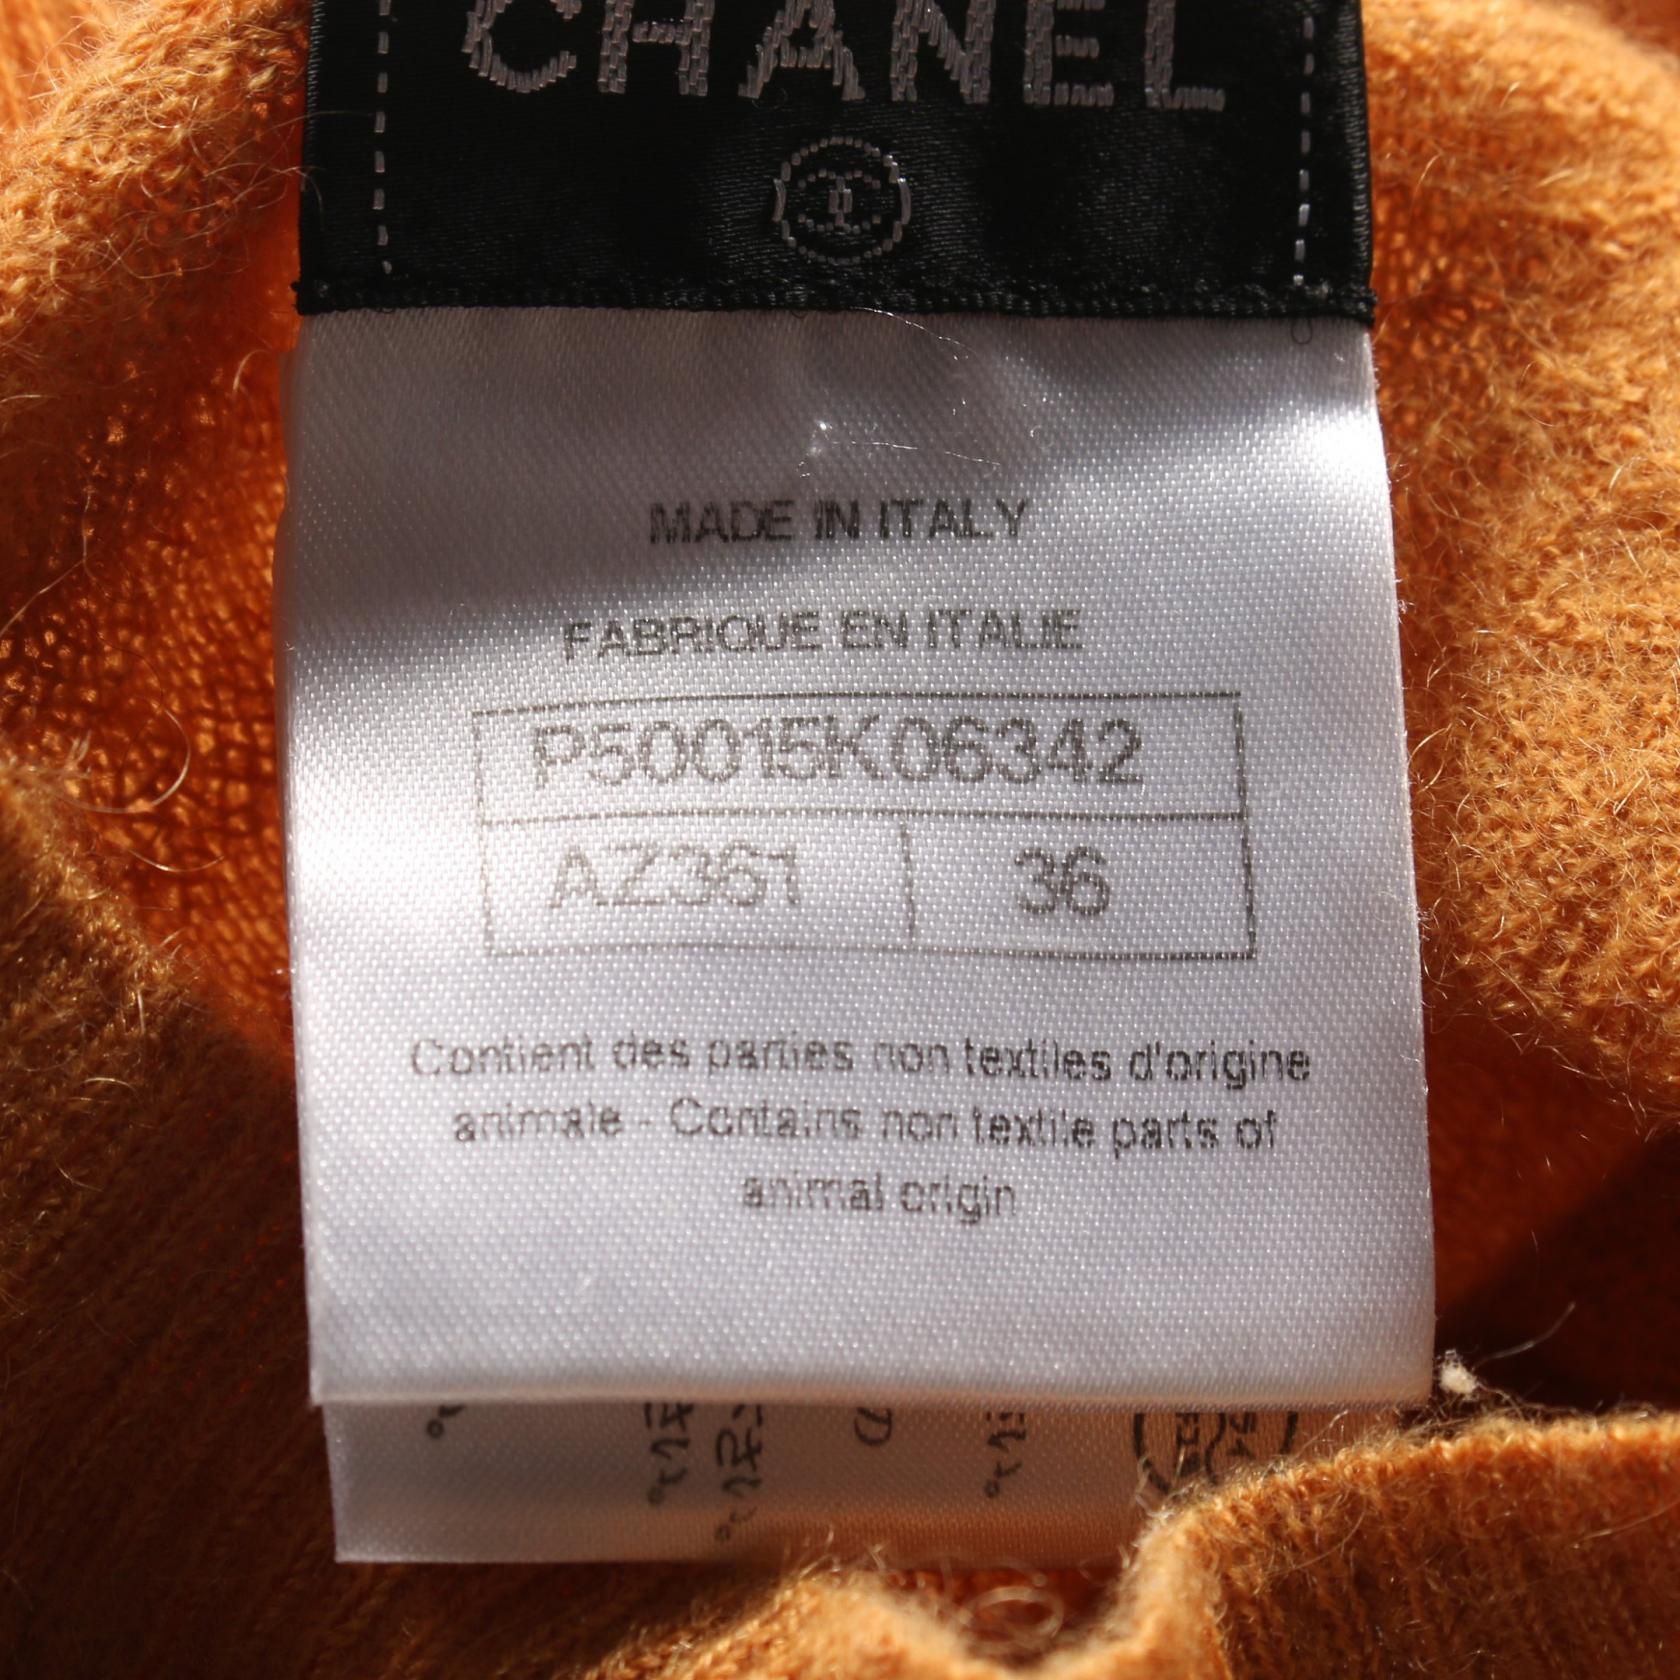 CHANEL
MADE IN ITALY
FABRIQUE EN ITALIE
P50015K06342
AZ361 36
Contient des parties non textiles d'origine
animale - Contains non textile parts of
animal origin